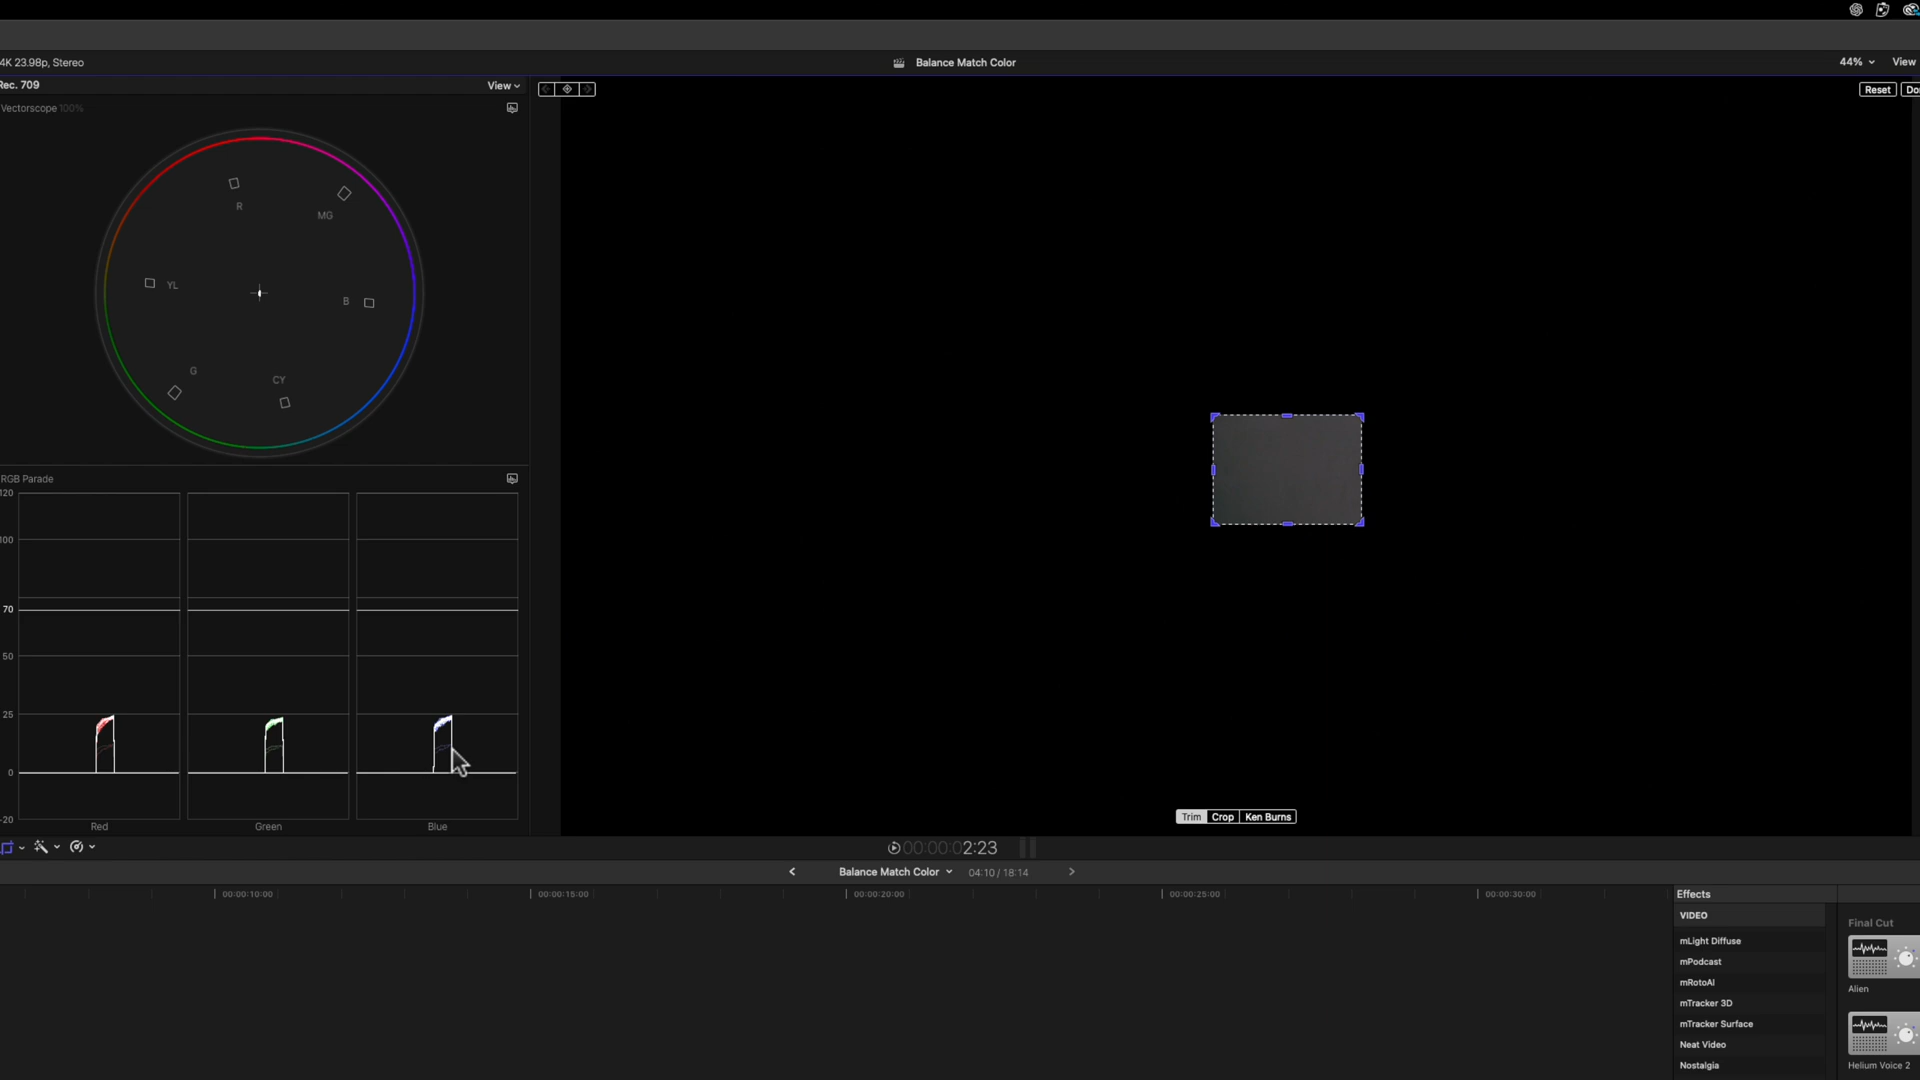 4K 23.98p, Stereo
Balance Match Color
44%
View
Rec. 709
View
Reset
Do
Vectorscope 100%
R
MG
YL
B
G
CY
RGB Parade
120
100
70
50
25
0
-20
Red
Green
Blue
Trim
Crop
Ken Burns
00:00:02:23
Balance Match Color
04:10 / 18:14
00:00:10:00
00:00:15:00
00:00:20:00
00:00:25:00
00:00:30:00
Effects
VIDEO
mLight Diffuse
mPodcast
mRotoAI
mTracker 3D
mTracker Surface
Neat Video
Nostalgia
Final Cut
Alien
Helium Voice 2